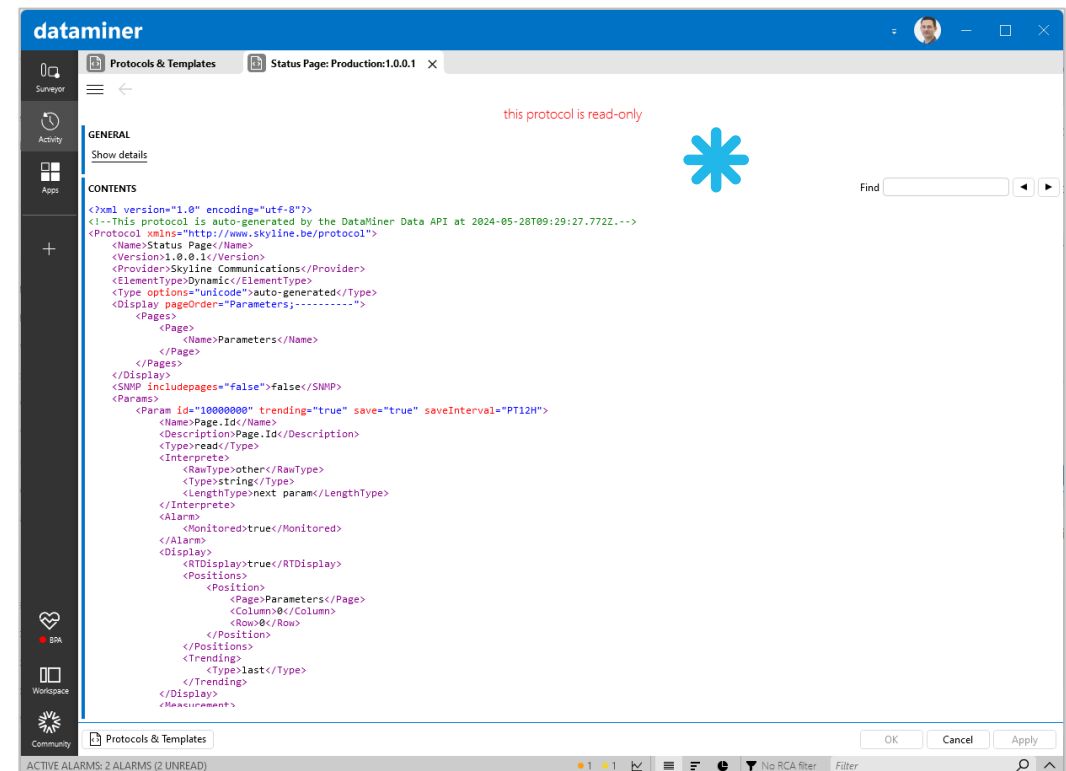 dataminer
Surveyor
Activity
Apps
BPA
Workspace
Community
Protocols & Templates
Status Page: Production:1.0.0.1
this protocol is read-only
GENERAL
Show details
CONTENTS
Find
<?xml version="1.0" encoding="utf-8"?>
<!--This protocol is auto-generated by the DataMiner Data API at 2024-05-28T09:29:27.772Z.-->
<Protocol xmlns="http://www.skyline.be/protocol">
<Name>Status Page</Name>
<Version>1.0.0.1</Version>
<Provider>Skyline Communications</Provider>
<ElementType>Dynamic</ElementType>
<Type options="unicode">auto-generated</Type>
<Display pageOrder="Parameters;----------">
<Pages>
<Page>
<Name>Parameters</Name>
</Page>
</Pages>
</Display>
<SNMP includepages="false">false</SNMP>
<Params>
<Param id="10000000" trending="true" save="true" saveInterval="PT12H">
<Name>Page.Id</Name>
<Description>Page.Id</Description>
<Type>read</Type>
<Interprete>
<RawType>other</RawType>
<Type>string</Type>
<LengthType>next param</LengthType>
</Interprete>
<Alarm>
<Monitored>true</Monitored>
</Alarm>
<Display>
<RTDisplay>true</RTDisplay>
<Positions>
<Position>
<Page>Parameters</Page>
<Column>0</Column>
<Row>0</Row>
</Position>
</Positions>
<Trending>
<Type>last</Type>
</Trending>
</Display>
<Measurement>
Protocols & Templates
OK
Cancel
Apply
ACTIVE ALARMS: 2 ALARMS (2 UNREAD)
1
1
No RCA filter
Filter